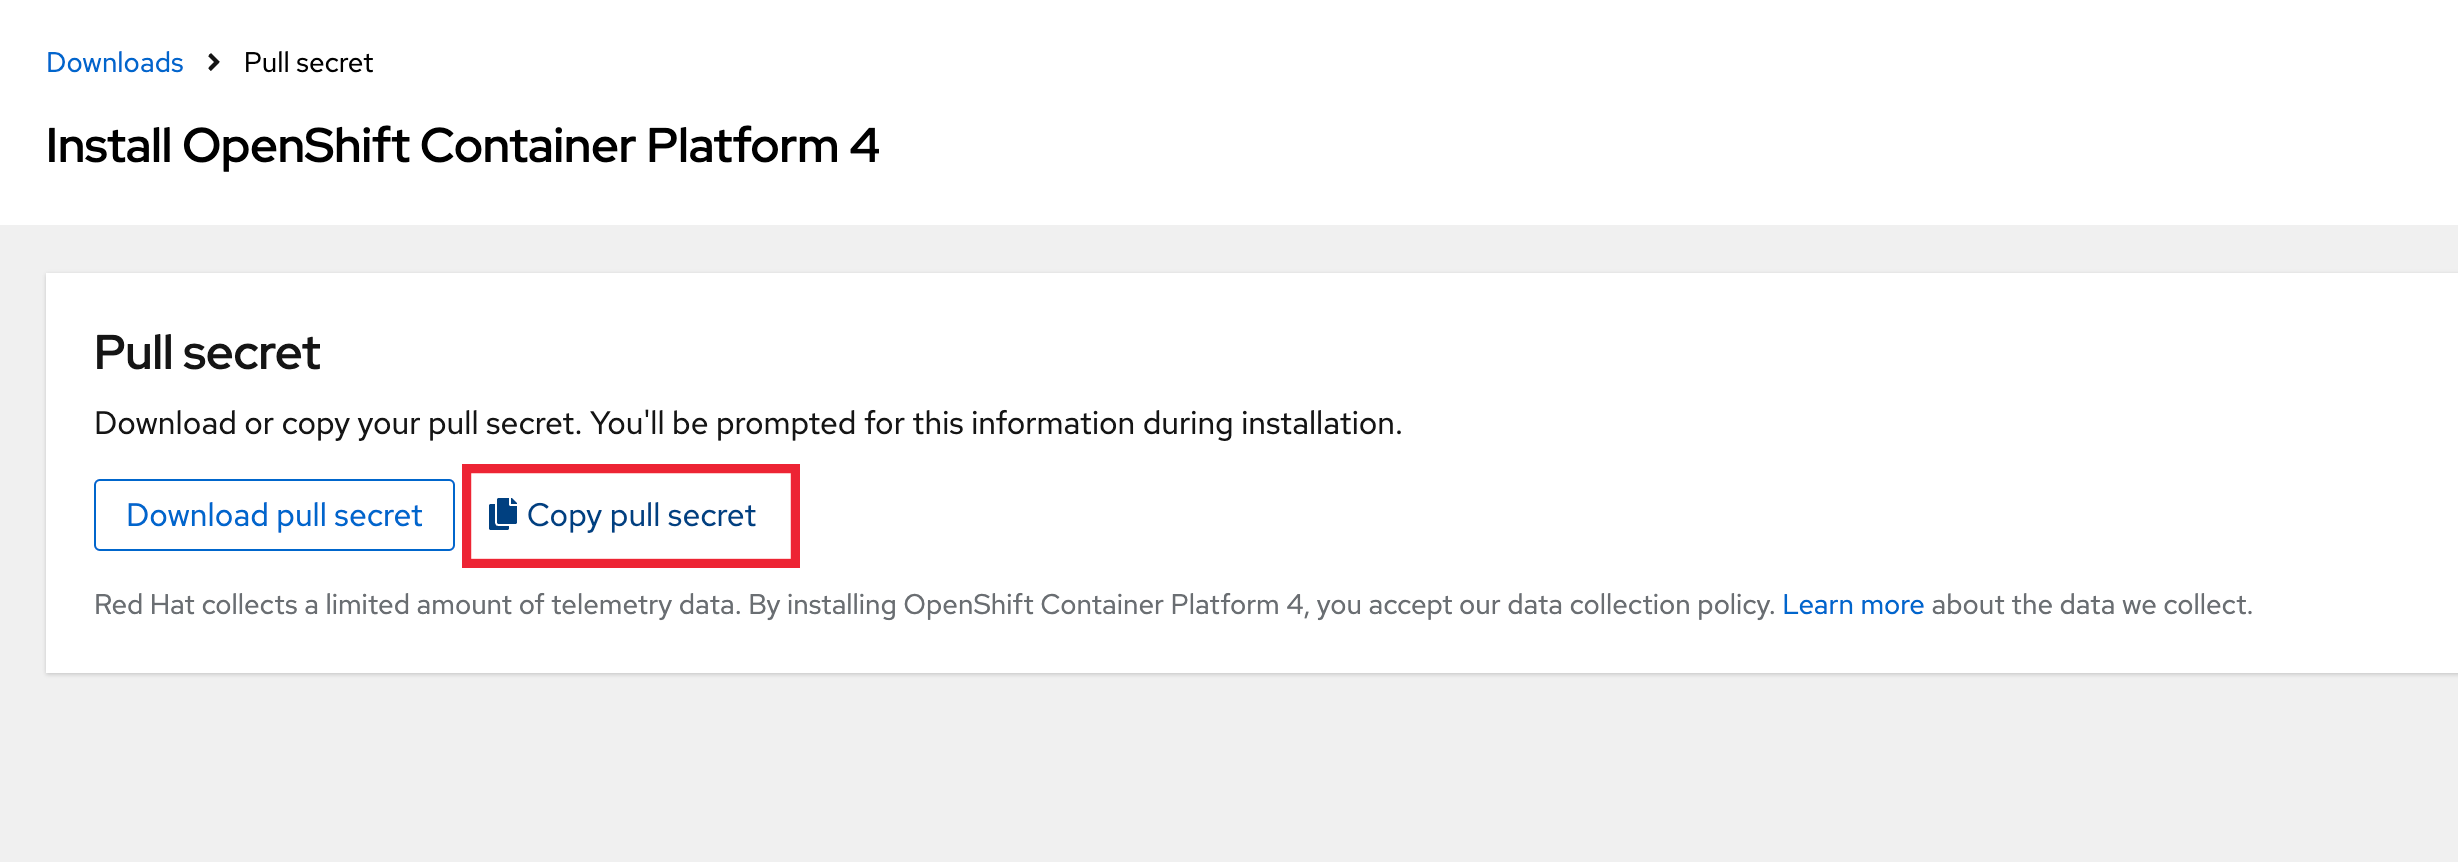 Downloads > Pull secret
Install OpenShift Container Platform 4
Pull secret
Download or copy your pull secret. You'll be prompted for this information during installation.
Download pull secret Copy pull secret
Red Hat collects a limited amount of telemetry data. By installing OpenShift Container Platform 4, you accept our data collection policy. Learn more about the data we collect.